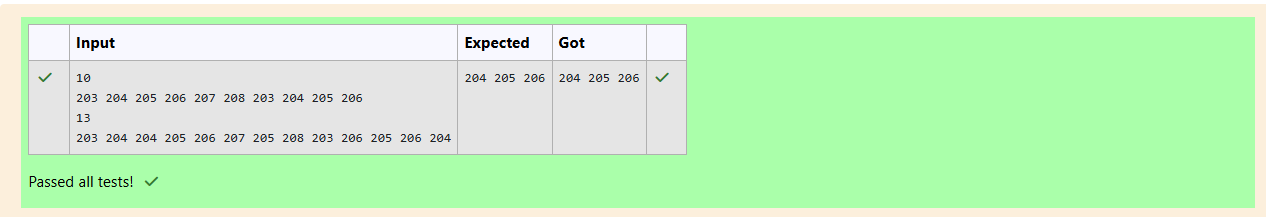 Input Expected Got
10 204 205 206 204 205 206
203 204 205 206 207 208 203 204 205 206
13
203 204 204 205 206 207 205 208 203 206 205 206 204
Passed all tests!